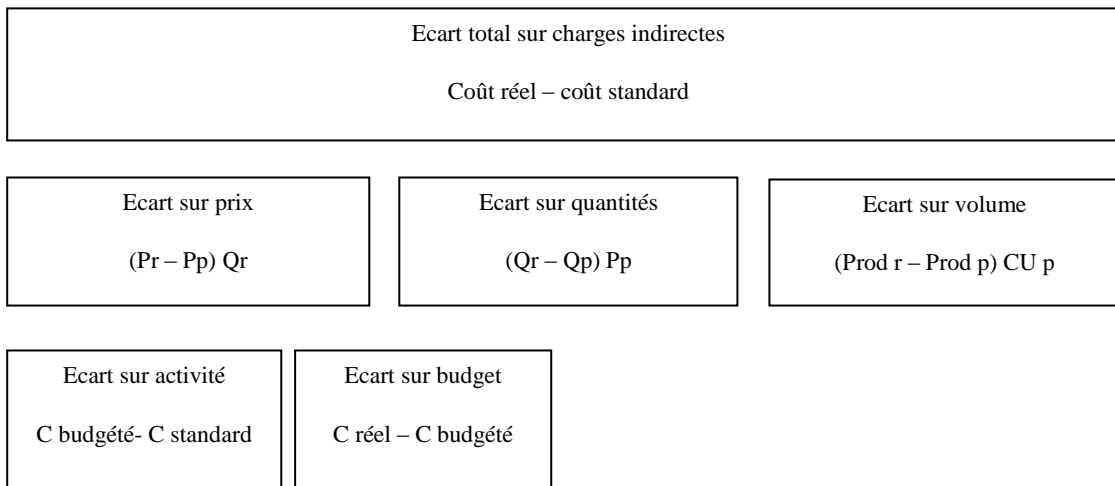 Ecart total sur charges indirectes
Coût réel – coût standard
Ecart sur prix
(Pr – Pp) Qr
Ecart sur quantités
(Qr – Qp) Pp
Ecart sur volume
(Prod r – Prod p) CU p
Ecart sur activité
C budgété- C standard
Ecart sur budget
C réel – C budgété